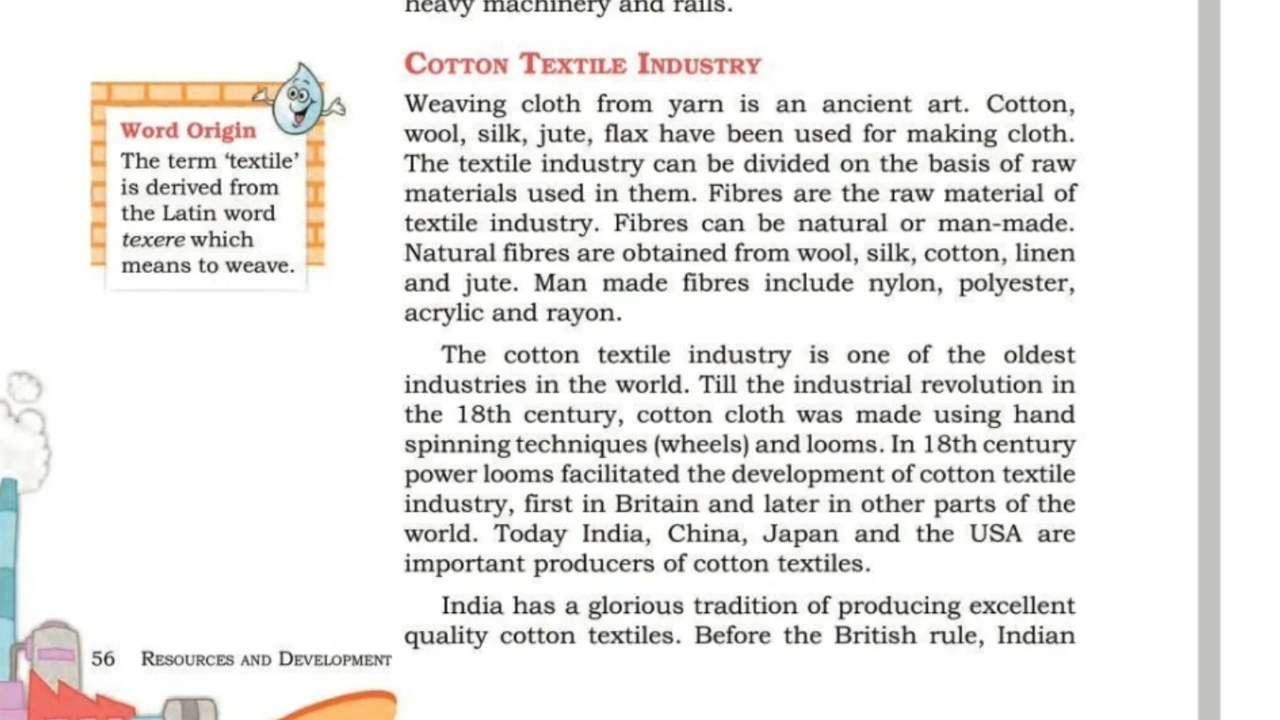 heavy machinery and rails.
COTTON TEXTILE INDUSTRY
Weaving cloth from yarn is an ancient art. Cotton,
wool, silk, jute, flax have been used for making cloth.
The textile industry can be divided on the basis of raw
materials used in them. Fibres are the raw material of
textile industry. Fibres can be natural or man-made.
Natural fibres are obtained from wool, silk, cotton, linen
and jute. Man made fibres include nylon, polyester,
acrylic and rayon.
The cotton textile industry is one of the oldest
industries in the world. Till the industrial revolution in
the 18th century, cotton cloth was made using hand
spinning techniques (wheels) and looms. In 18th century
power looms facilitated the development of cotton textile
industry, first in Britain and later in other parts of the
world. Today India, China, Japan and the USA are
important producers of cotton textiles.
India has a glorious tradition of producing excellent
quality cotton textiles. Before the British rule, Indian
Word Origin
The term ‘textile’
is derived from
the Latin word
texere which
means to weave.
56 RESOURCES AND DEVELOPMENT